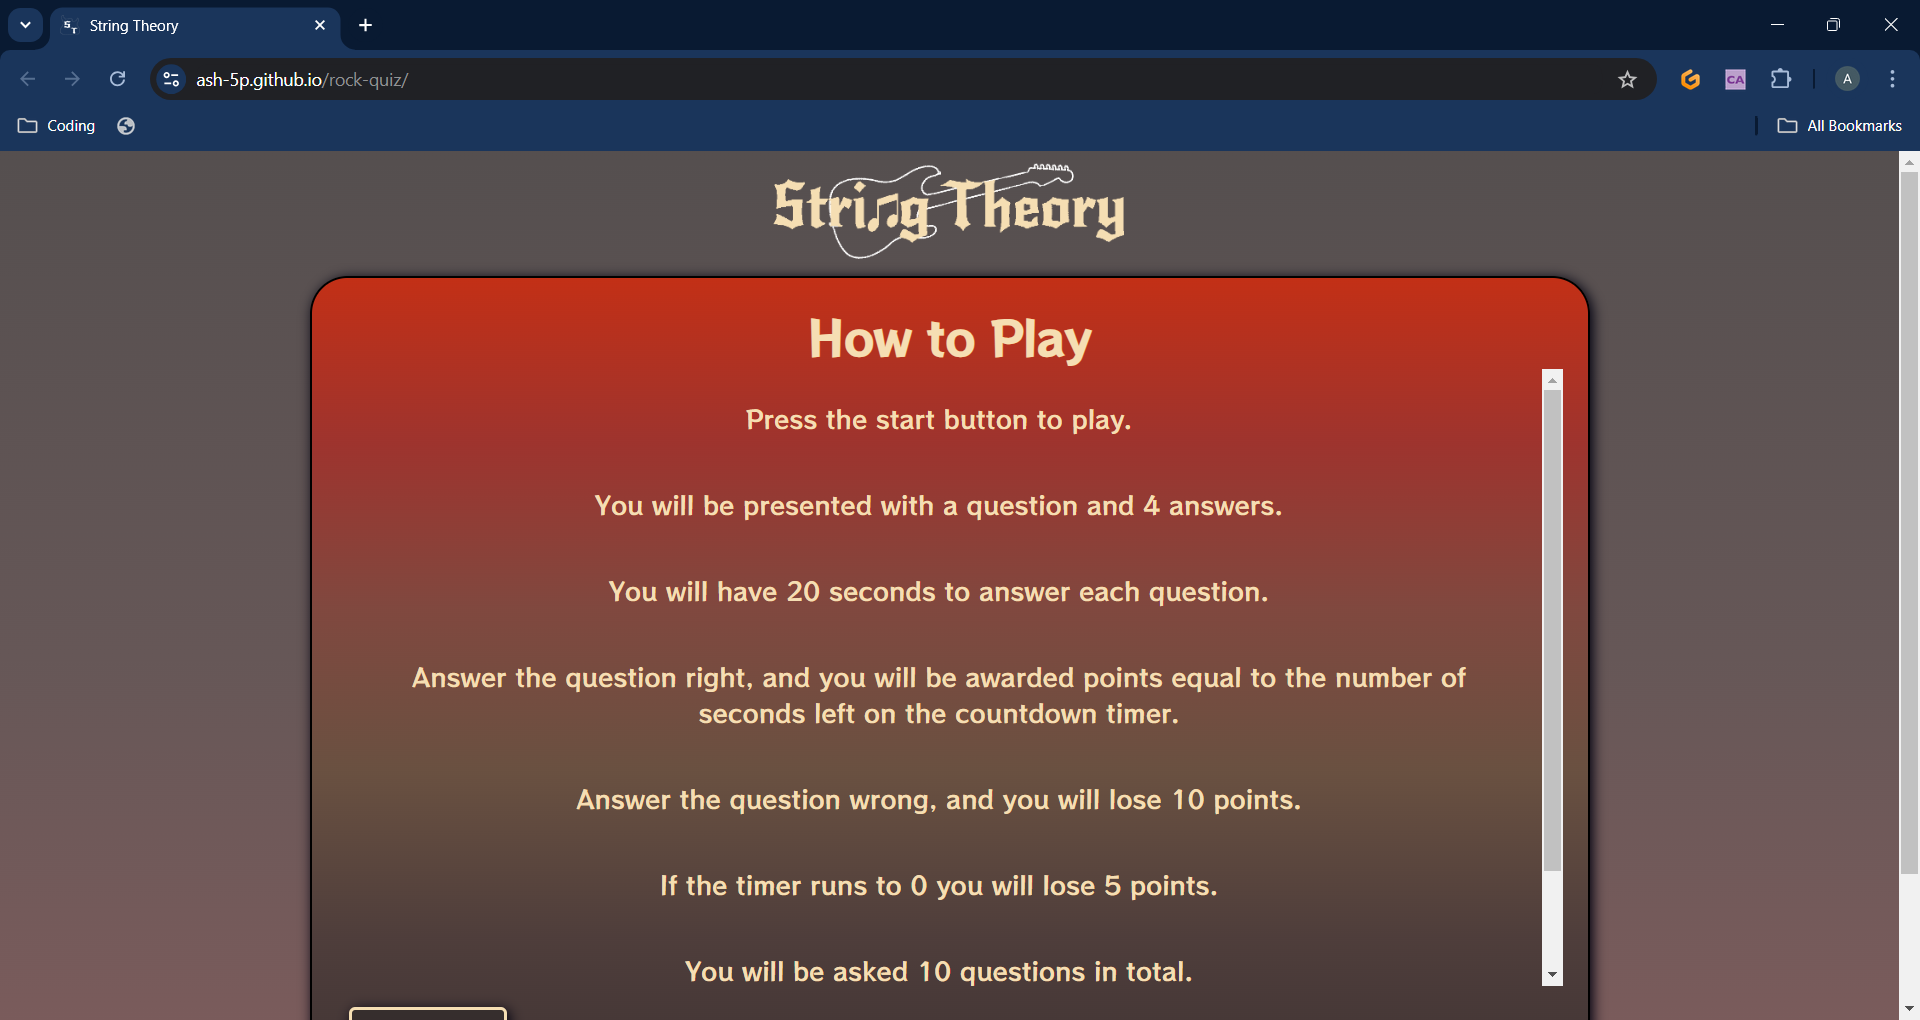 String Theory
ash-5p.github.io/rock-quiz/
CA
A
Coding
All Bookmarks
String Theory
How to Play
Press the start button to play.
You will be presented with a question and 4 answers.
You will have 20 seconds to answer each question.
Answer the question right, and you will be awarded points equal to the number of
seconds left on the countdown timer.
Answer the question wrong, and you will lose 10 points.
If the timer runs to 0 you will lose 5 points.
You will be asked 10 questions in total.